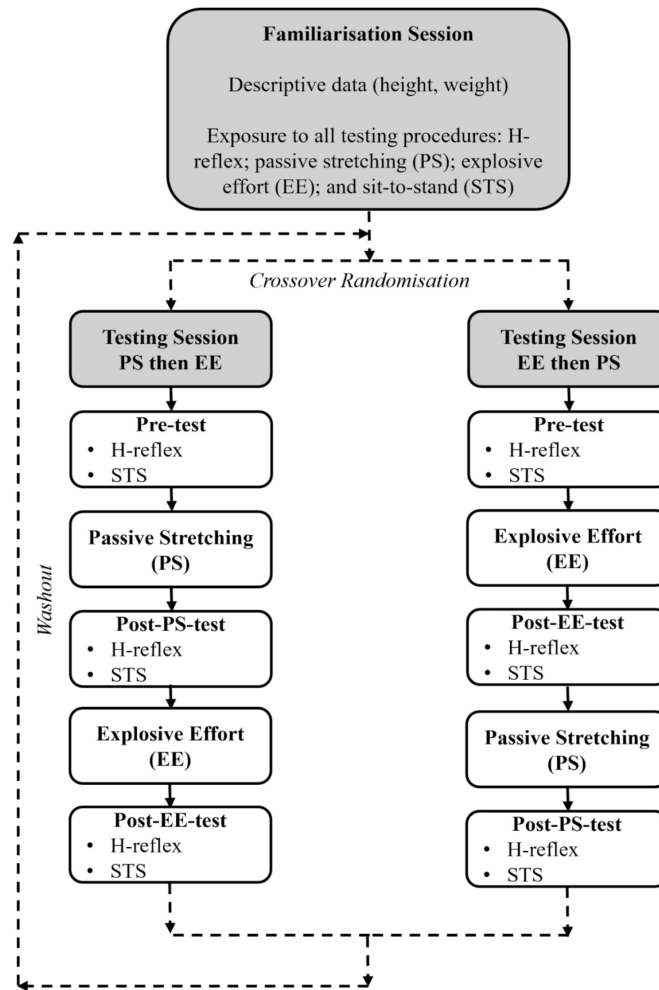 Familiarisation Session
Descriptive data (height, weight)
Exposure to all testing procedures: H-
reflex; passive stretching (PS); explosive
effort (EE); and sit-to-stand (STS)
Crossover Randomisation
Testing Session
PS then EE
Pre-test
• H-reflex
• STS
Passive Stretching
(PS)
Post-PS-test
• H-reflex
• STS
Explosive Effort
(EE)
Post-EE-test
• H-reflex
• STS
Testing Session
EE then PS
Pre-test
• H-reflex
• STS
Explosive Effort
(EE)
Post-EE-test
• H-reflex
• STS
Passive Stretching
(PS)
Post-PS-test
• H-reflex
• STS
Washout